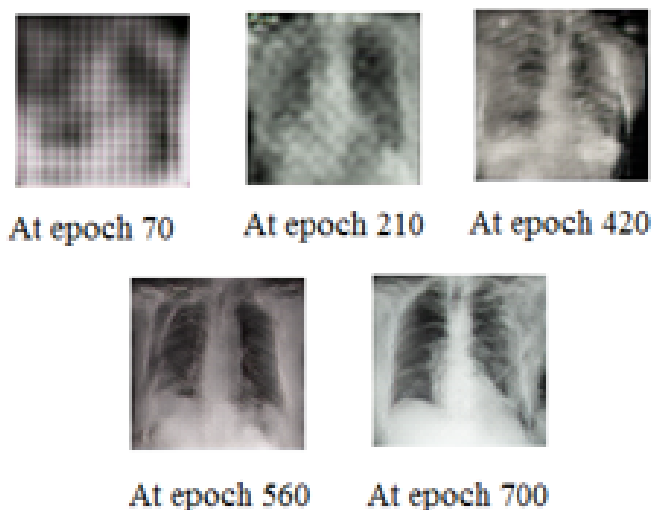 At epoch 70
At epoch 210
At epoch 420
At epoch 560
At epoch 700